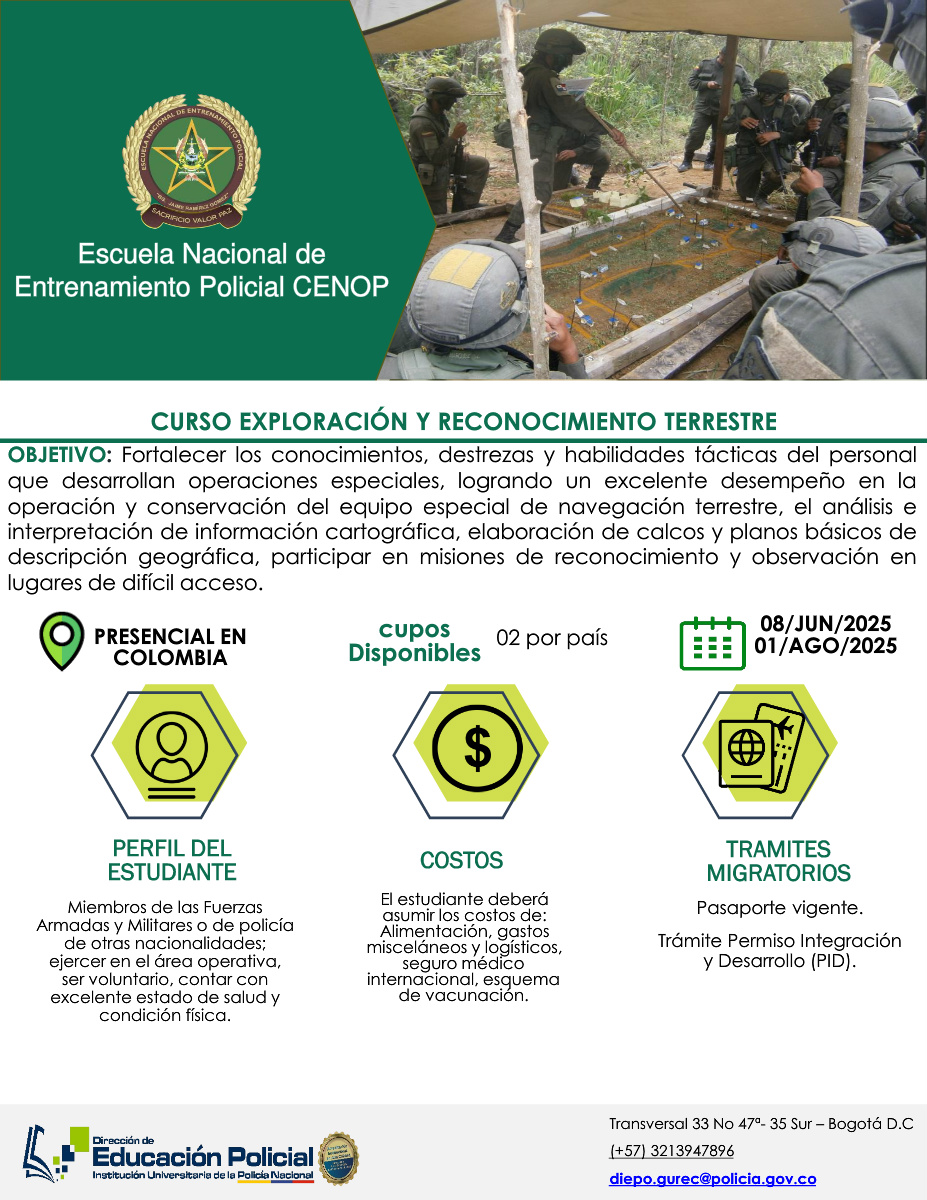 ESCUELA NACIONAL DE ENTRENAMIENTO POLICIAL
SACRIFICIO VALOR PAZ
Escuela Nacional de
Entrenamiento Policial CENOP
CURSO EXPLORACIÓN Y RECONOCIMIENTO TERRESTRE
OBJETIVO: Fortalecer los conocimientos, destrezas y habilidades tácticas del personal
que desarrollan operaciones especiales, logrando un excelente desempeño en la
operación y conservación del equipo especial de navegación terrestre, el análisis e
interpretación de información cartográfica, elaboración de calcos y planos básicos de
descripción geográfica, participar en misiones de reconocimiento y observación en
lugares de difícil acceso.
PRESENCIAL EN
COLOMBIA
cupos
Disponibles
02 por país
08/JUN/2025
01/AGO/2025
$
PERFIL DEL
ESTUDIANTE
Miembros de las Fuerzas
Armadas y Militares o de policía
de otras nacionalidades;
ejercer en el área operativa,
ser voluntario, contar con
excelente estado de salud y
condición física.
COSTOS
El estudiante deberá
asumir los costos de:
Alimentación, gastos
misceláneos y logísticos,
seguro médico
internacional, esquema
de vacunación.
TRAMITES
MIGRATORIOS
Pasaporte vigente.
Trámite Permiso Integración
y Desarrollo (PID).
Dirección de
Educación Policial
Institución Universitaria de la Policía Nacional
Transversal 33 No 47ª- 35 Sur – Bogotá D.C
(+57) 3213947896
diepo.gurec@policia.gov.co